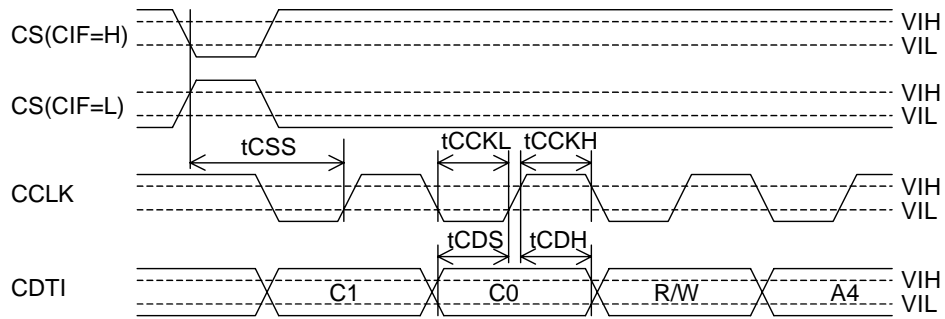 CS(CIF=H)
VIH
VIL
CS(CIF=L)
VIH
VIL
tCSS
tCCKL
tCCKH
CCLK
VIH
VIL
tCDS
tCDH
CDTI
C1
C0
R/W
A4
VIH
VIL